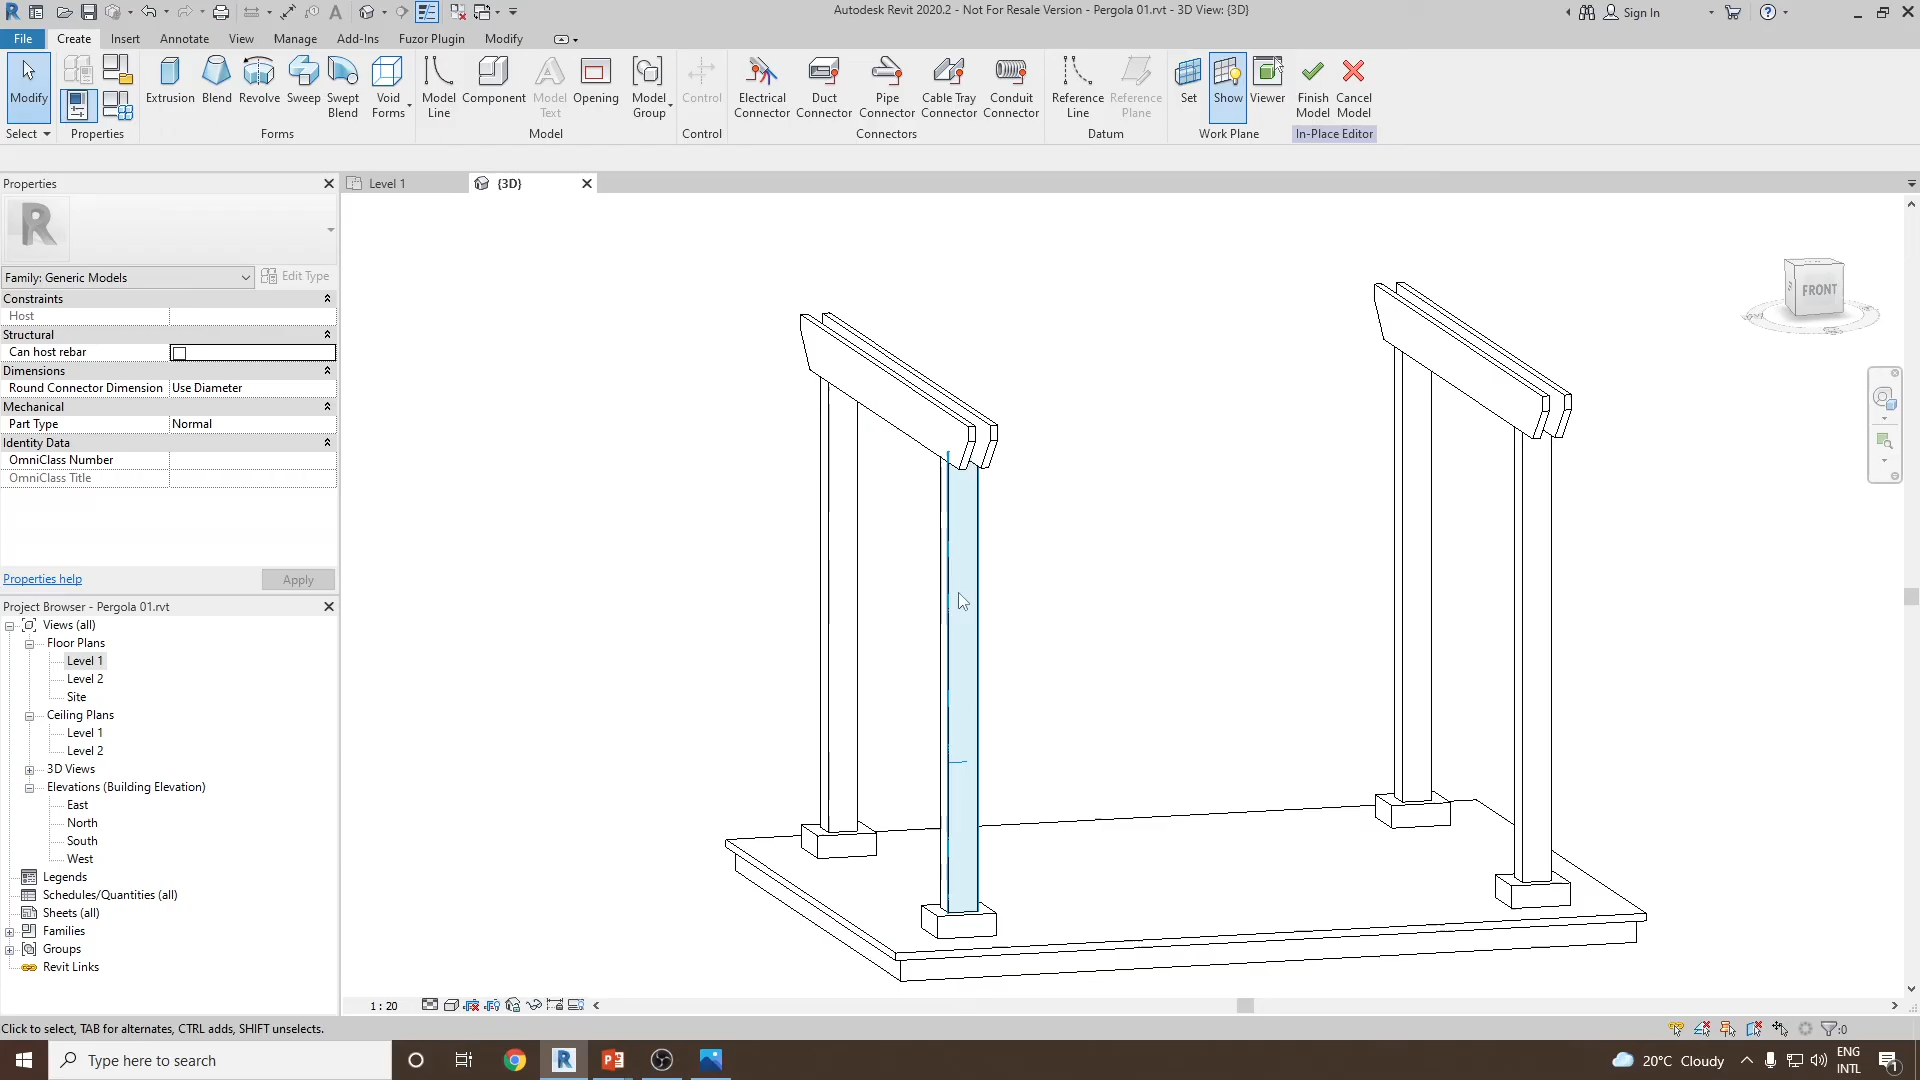 Autodesk Revit 2020.2 - Not For Resale Version - Pergola 01.rvt - 3D View: {3D}
Sign In
File Create Insert Annotate View Manage Add-Ins Fuzor Plugin Modify
Modify
Select
Properties
Extrusion Blend Revolve Sweep Swept Blend Void Forms
Forms
Model Line Component Model Text Opening Model Group
Model
Control
Control
Electrical Connector Duct Connector Pipe Connector Cable Tray Connector Conduit Connector
Connectors
Reference Line Reference Plane
Datum
Set Show Viewer
Work Plane
Finish Model Cancel Model
In-Place Editor
Properties
Level 1
{3D}
Family: Generic Models
Edit Type
Constraints
Host
Structural
Can host rebar
Dimensions
Round Connector Dimension Use Diameter
Mechanical
Part Type Normal
Identity Data
OmniClass Number
OmniClass Title
Properties help
Apply
FRONT
Project Browser - Pergola 01.rvt
Views (all)
Floor Plans
Level 1
Level 2
Site
Ceiling Plans
Level 1
Level 2
3D Views
Elevations (Building Elevation)
East
North
South
West
Legends
Schedules/Quantities (all)
Sheets (all)
Families
Groups
Revit Links
1 : 20
Click to select, TAB for alternates, CTRL adds, SHIFT unselects.
:0
Type here to search
20°C Cloudy
ENG
INTL
1